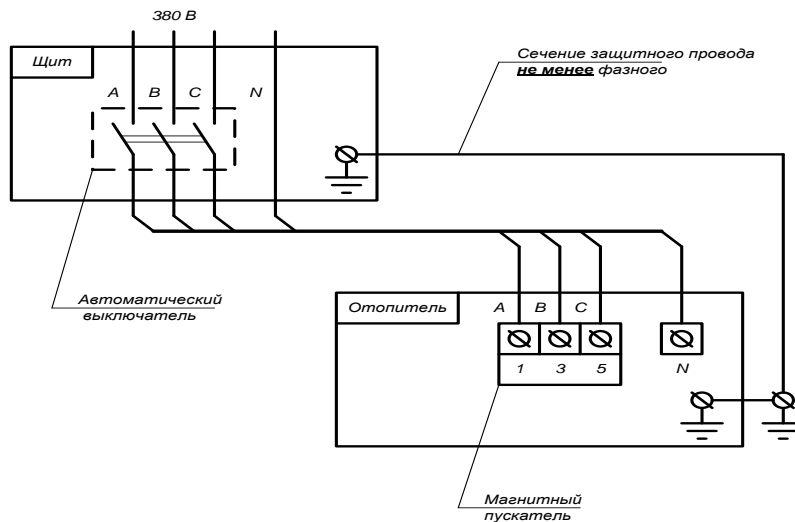 380 В
Щит
Сечение защитного провода
не менее фазного
А В С N
Автоматический
выключатель
Отопитель
А В С
1 3 5 N
Магнитный
пускатель